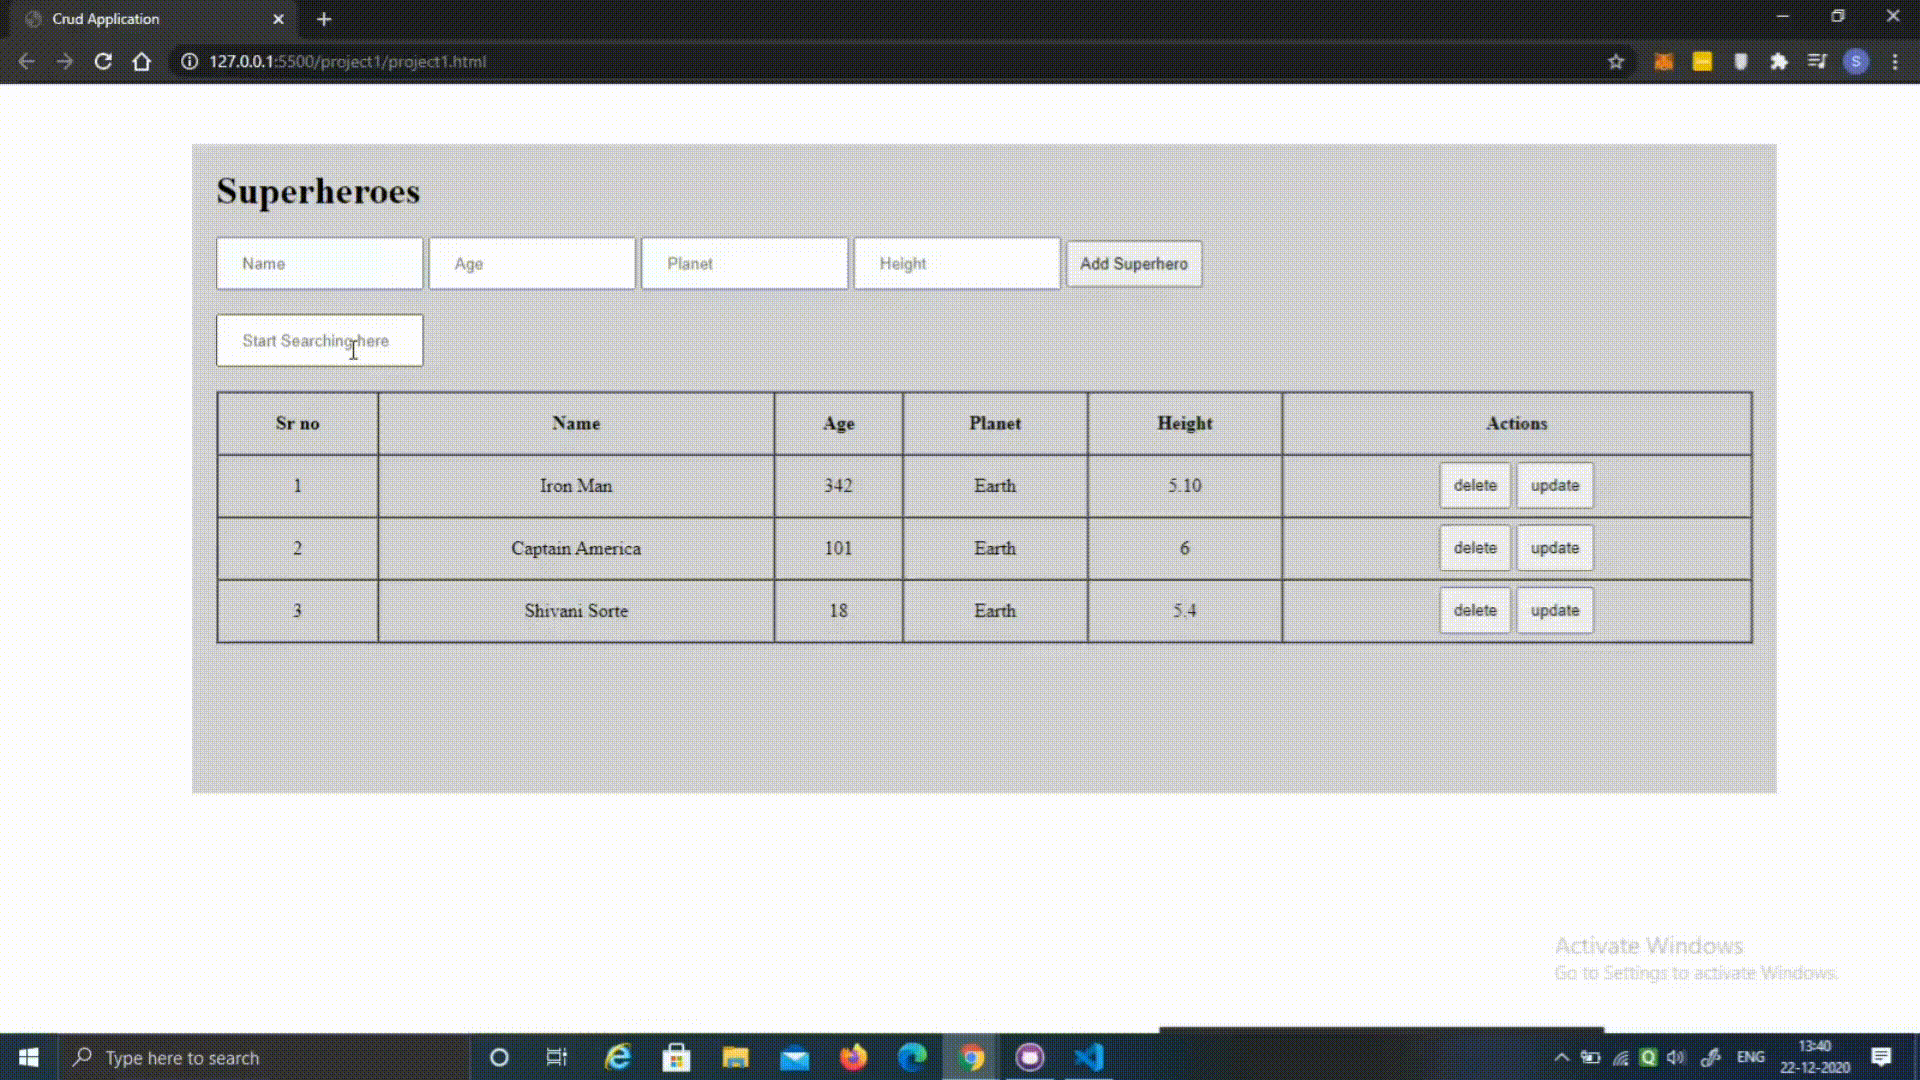 Crud Application
127.0.0.1:5500/project1/project1.html
S
Superheroes
Name Age Planet Height Add Superhero
Start Searching here
Sr no Name Age Planet Height Actions
1 Iron Man 342 Earth 5.10 delete update
2 Captain America 101 Earth 6 delete update
3 Shivani Sorte 18 Earth 5.4 delete update
Activate Windows
Go to Settings to activate Windows.
Type here to search
Q
ENG
13:40
22-12-2020